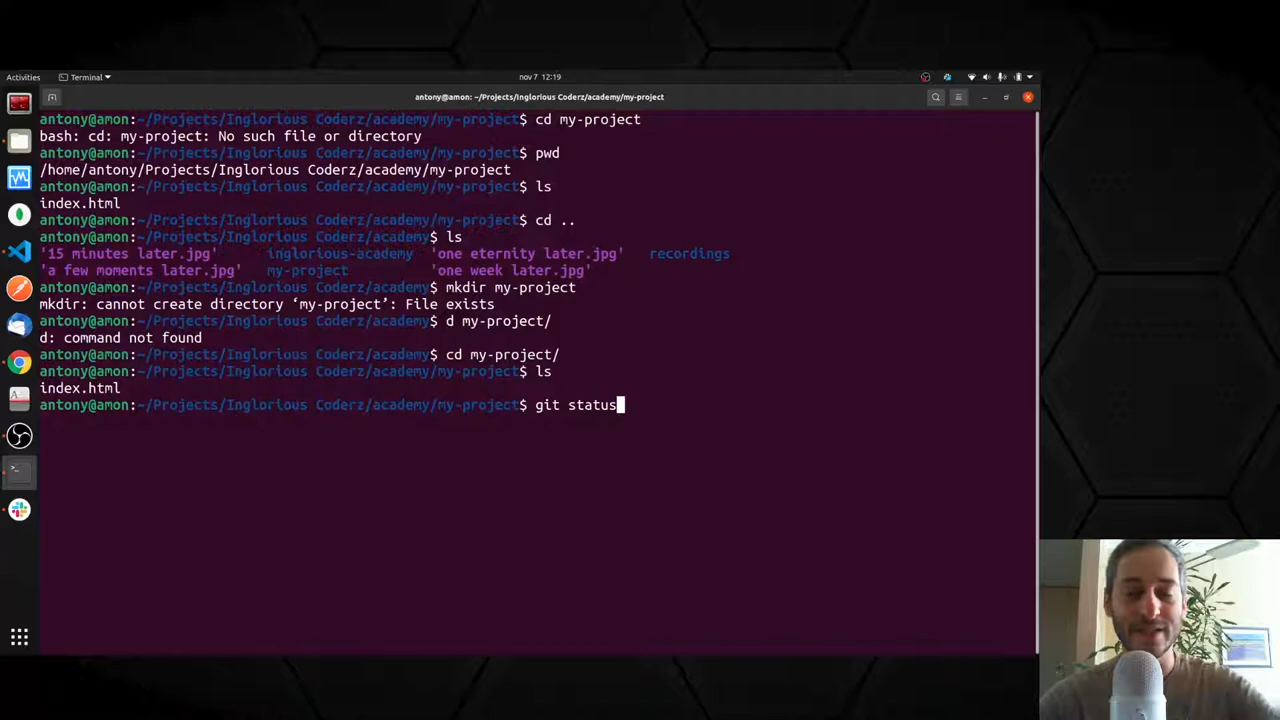 Activities
Terminal
nov 7 12:19
antony@amon: ~/Projects/Inglorious Coderz/academy/my-project
antony@amon:~/Projects/Inglorious Coderz/academy/my-project$ cd my-project
bash: cd: my-project: No such file or directory
antony@amon:~/Projects/Inglorious Coderz/academy/my-project$ pwd
/home/antony/Projects/Inglorious Coderz/academy/my-project
antony@amon:~/Projects/Inglorious Coderz/academy/my-project$ ls
index.html
antony@amon:~/Projects/Inglorious Coderz/academy/my-project$ cd ..
antony@amon:~/Projects/Inglorious Coderz/academy$ ls
'15 minutes later.jpg' inglorious-academy 'one eternity later.jpg' recordings
'a few moments later.jpg' my-project 'one week later.jpg'
antony@amon:~/Projects/Inglorious Coderz/academy$ mkdir my-project
mkdir: cannot create directory ‘my-project’: File exists
antony@amon:~/Projects/Inglorious Coderz/academy$ d my-project/
d: command not found
antony@amon:~/Projects/Inglorious Coderz/academy$ cd my-project/
antony@amon:~/Projects/Inglorious Coderz/academy/my-project$ ls
index.html
antony@amon:~/Projects/Inglorious Coderz/academy/my-project$ git status